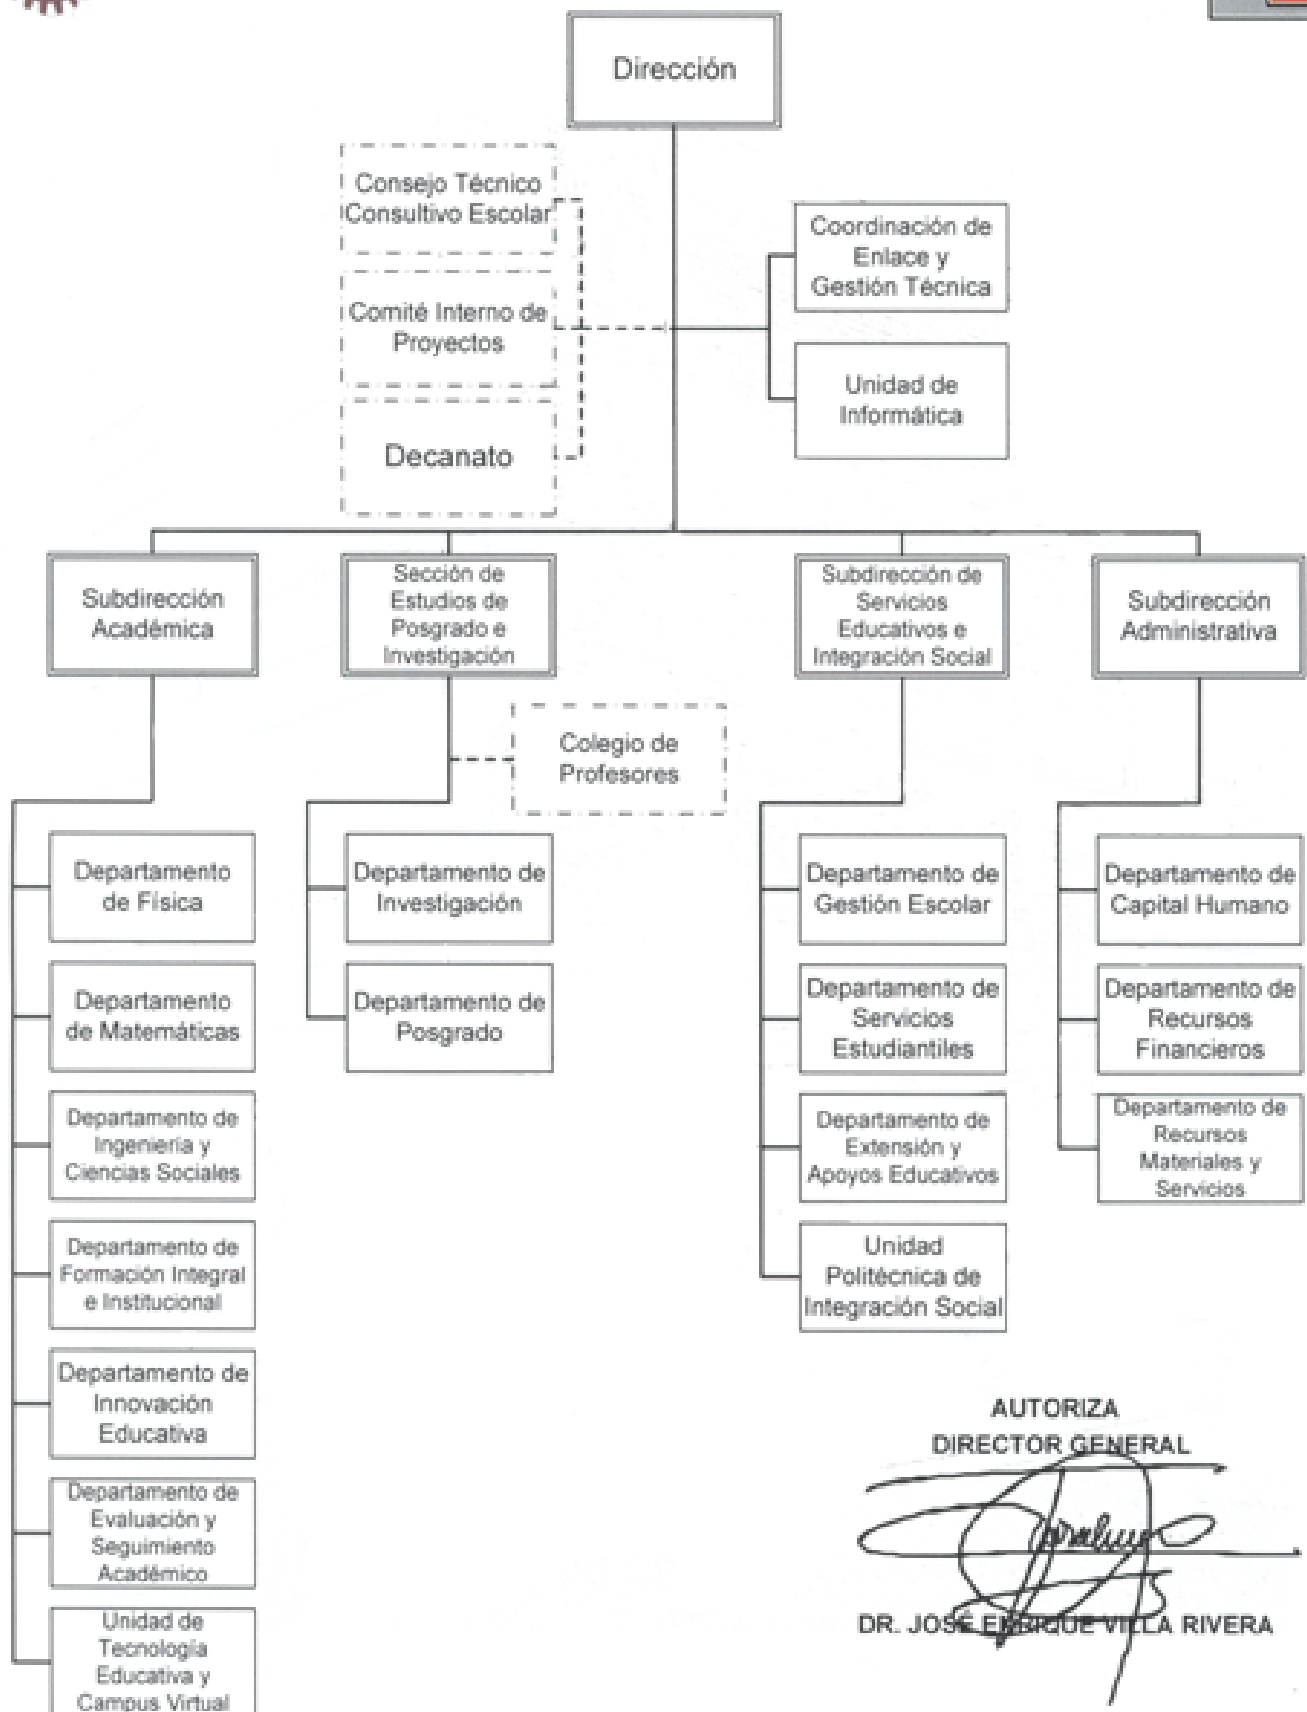 Dirección
Consejo Técnico
Consultivo Escolar
Comité Interno de
Proyectos
Decanato
Coordinación de
Enlace y
Gestión Técnica
Unidad de
Informática
Subdirección
Académica
Sección de
Estudios de
Posgrado e
Investigación
Subdirección de
Servicios
Educativos e
Integración Social
Subdirección
Administrativa
Colegio de
Profesores
Departamento
de Física
Departamento
de Matemáticas
Departamento de
Ingeniería y
Ciencias Sociales
Departamento de
Formación Integral
e Institucional
Departamento de
Innovación
Educativa
Departamento de
Evaluación y
Seguimiento
Académico
Unidad de
Tecnología
Educativa y
Campus Virtual
Departamento de
Investigación
Departamento de
Posgrado
Departamento de
Gestión Escolar
Departamento de
Servicios
Estudiantiles
Departamento de
Extensión y
Apoyos Educativos
Unidad
Politécnica de
Integración Social
Departamento de
Capital Humano
Departamento de
Recursos
Financieros
Departamento de
Recursos
Materiales y
Servicios
AUTORIZA
DIRECTOR GENERAL
DR. JOSÉ ENRIQUE VILLA RIVERA